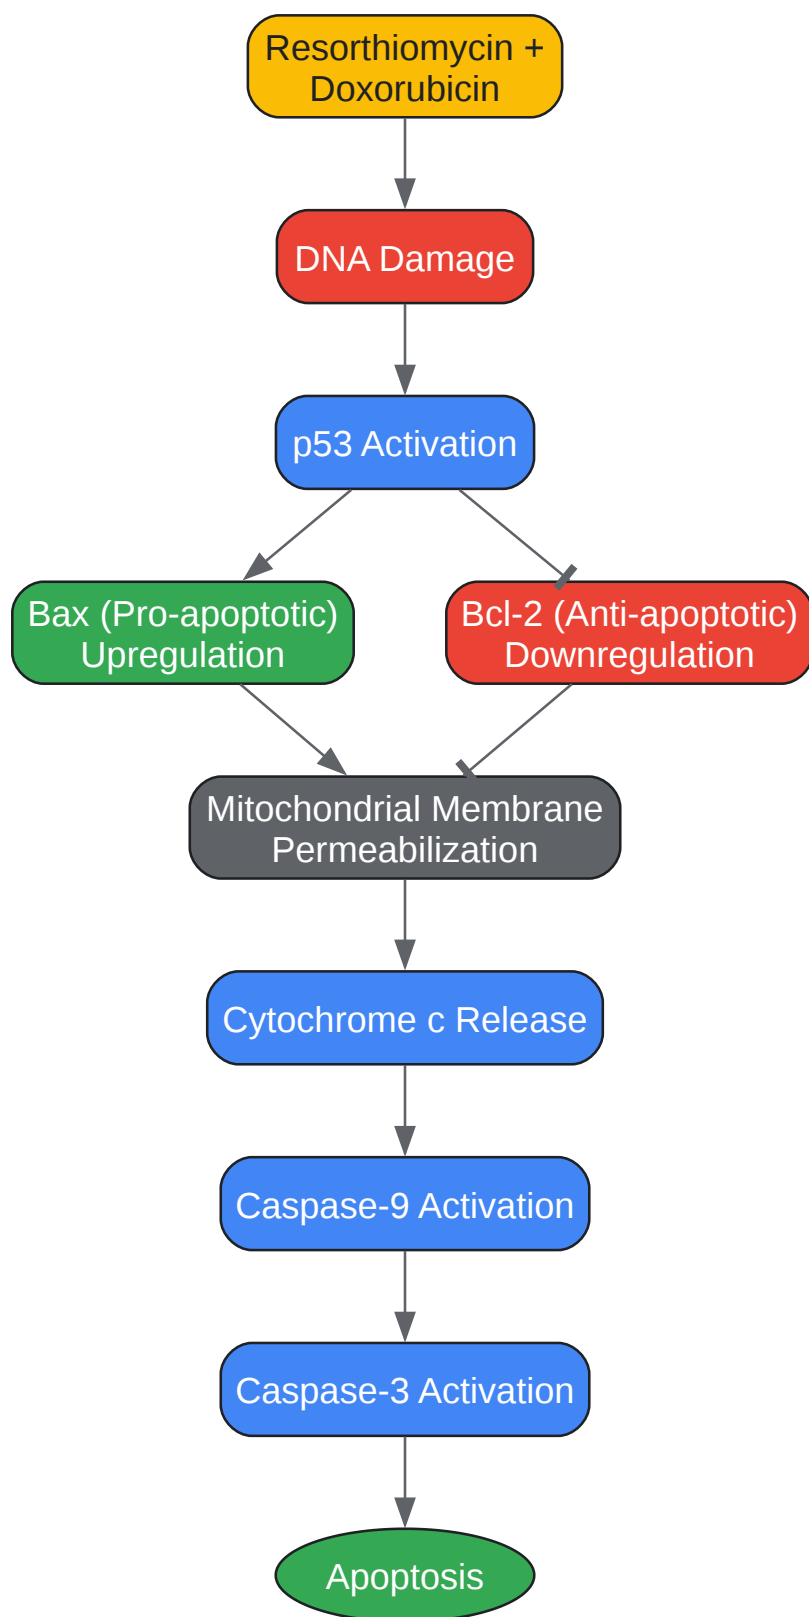 Resorthiomycin +
Doxorubicin
DNA Damage
p53 Activation
Bax (Pro-apoptotic)
Upregulation
Bcl-2 (Anti-apoptotic)
Downregulation
Mitochondrial Membrane
Permeabilization
Cytochrome c Release
Caspase-9 Activation
Caspase-3 Activation
Apoptosis